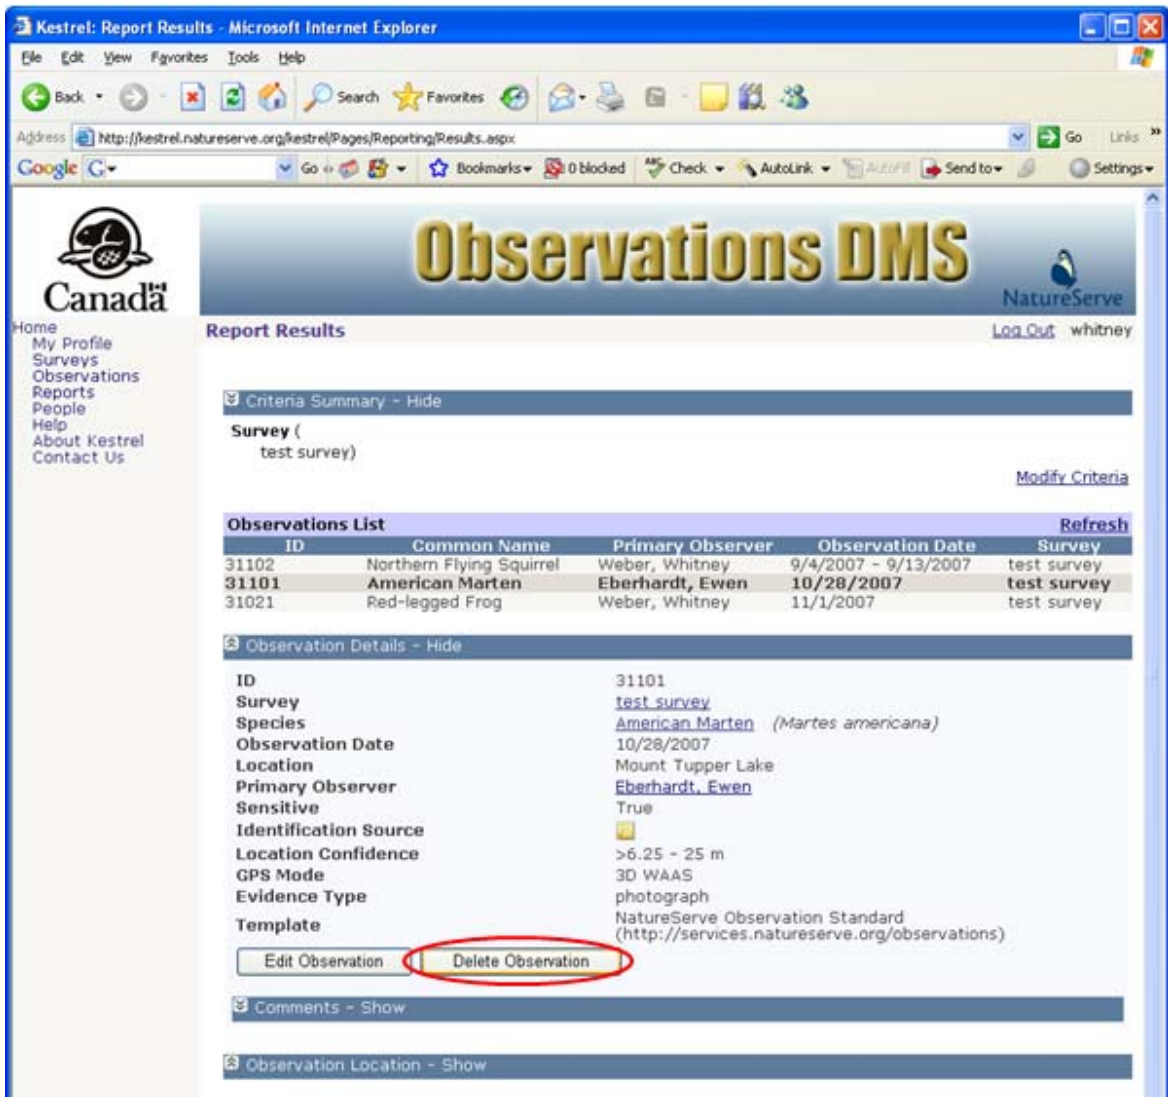 Kestrel: Report Results - Microsoft Internet Explorer
File Edit View Favorites Tools Help
Back Search Favorites
Address http://kestrel.natureserve.org/kestrel/Pages/Reporting/Results.aspx Go Links »
Google G Go 0 blocked Bookmarks ABC Check AutoLink AutoFill Send to Settings
Observations DMS
Canada
NatureServe
Home
My Profile
Surveys
Observations
Reports
People
Help
About Kestrel
Contact Us
Report Results Log Out whitney
Criteria Summary - Hide
Survey (
test survey)
Modify Criteria
Observations List Refresh
ID Common Name Primary Observer Observation Date Survey
31102 Northern Flying Squirrel Weber, Whitney 9/4/2007 - 9/13/2007 test survey
31101 American Marten Eberhardt, Ewen 10/28/2007 test survey
31021 Red-legged Frog Weber, Whitney 11/1/2007 test survey
Observation Details - Hide
ID 31101
Survey test survey
Species American Marten (Martes americana)
Observation Date 10/28/2007
Location Mount Tupper Lake
Primary Observer Eberhardt, Ewen
Sensitive True
Identification Source
Location Confidence >6.25 - 25 m
GPS Mode 3D WAAS
Evidence Type photograph
Template NatureServe Observation Standard
(http://services.natureserve.org/observations)
Edit Observation Delete Observation
Comments - Show
Observation Location - Show